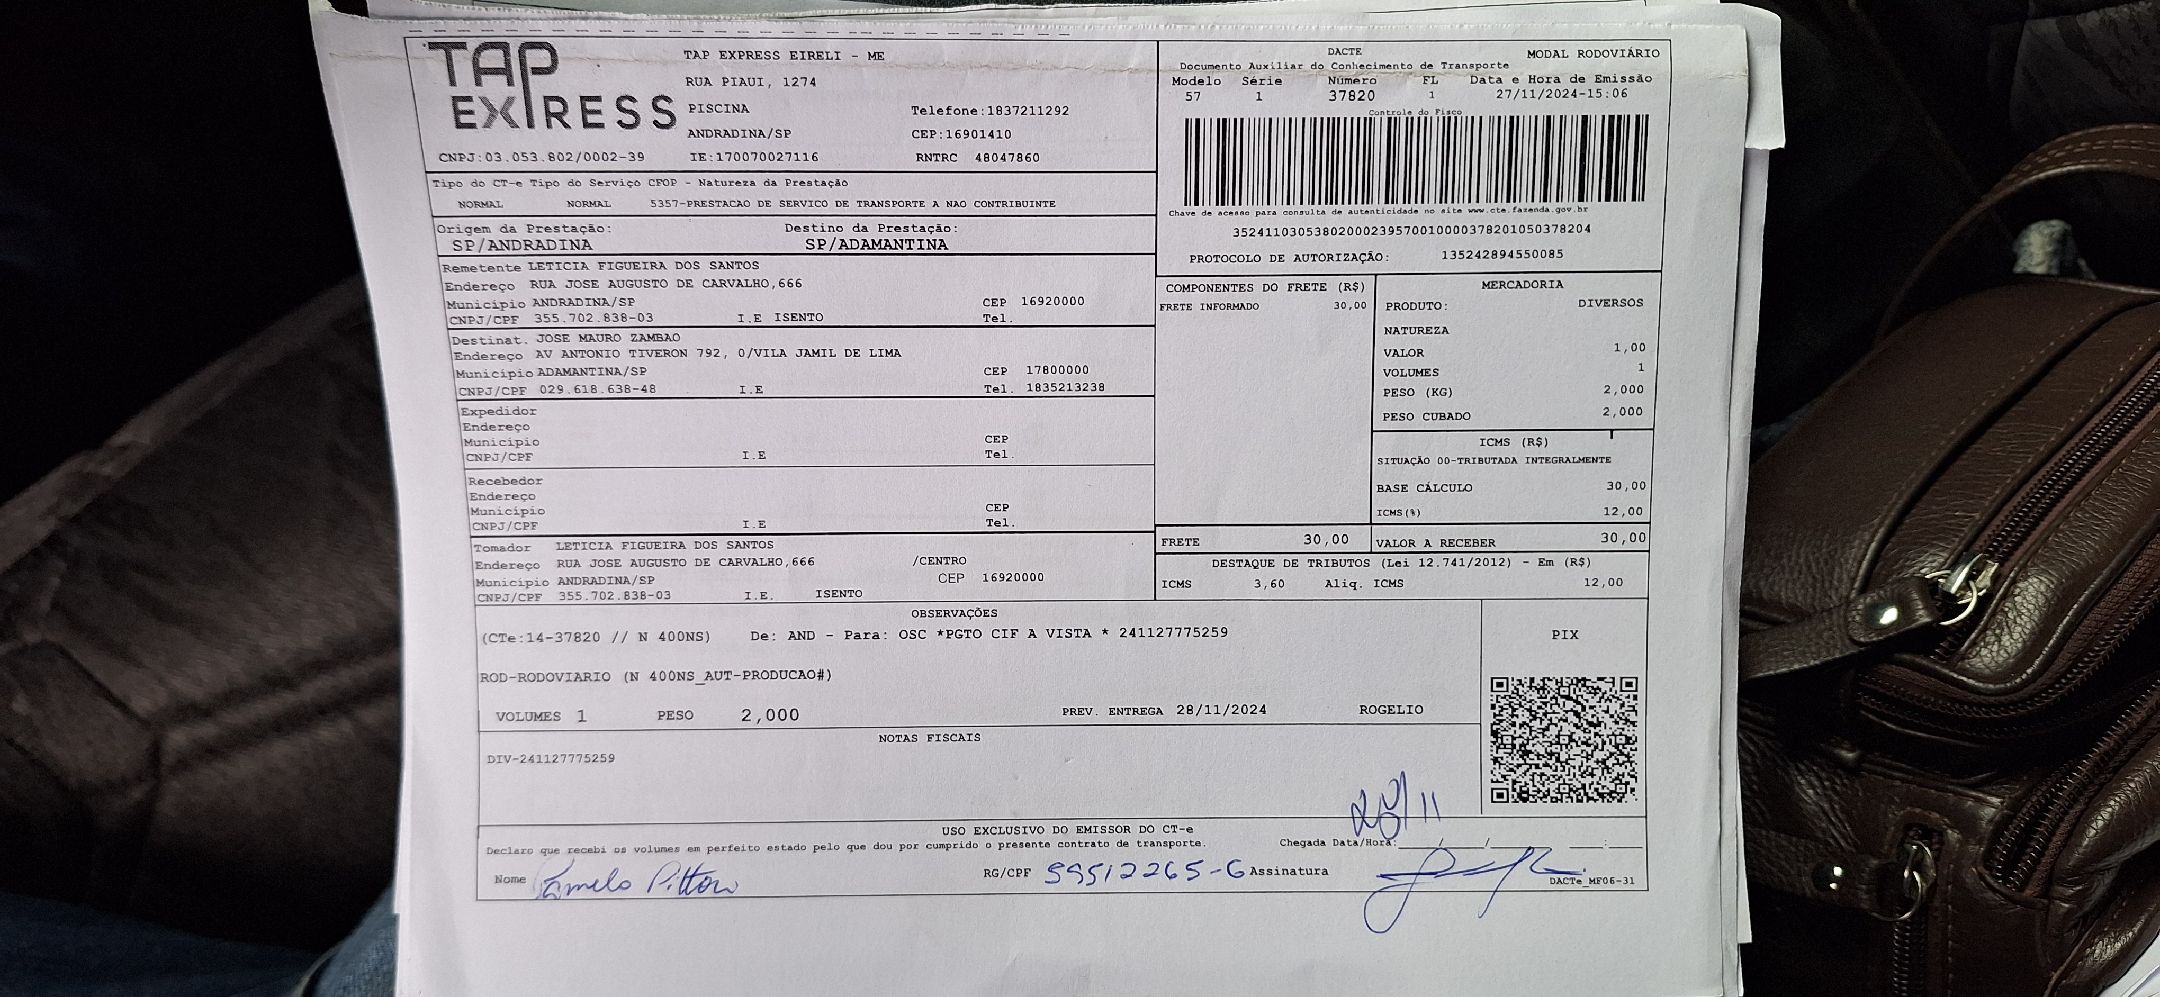 TAP EXPRESS
TAP EXPRESS EIRELI - ME
RUA PIAUI, 1274
PISCINA Telefone:1837211292
ANDRADINA/SP CEP:16901410
CNPJ:03.053.802/0002-39 IE:170070027116 RNTRC 48047860
DACTE MODAL RODOVIÁRIO
Documento Auxiliar do Conhecimento de Transporte
Modelo Série Número FL Data e Hora de Emissão
57 1 37820 1 27/11/2024-15:06
Controle do Fisco
Chave de acesso para consulta de autenticidade no site www.cte.fazenda.gov.br
35241103053802000239570010000378201050378204
PROTOCOLO DE AUTORIZAÇÃO: 135242894550085
Tipo do CT-e Tipo do Serviço CFOP - Natureza da Prestação
NORMAL NORMAL 5357-PRESTACAO DE SERVICO DE TRANSPORTE A NAO CONTRIBUINTE
Origem da Prestação: Destino da Prestação:
SP/ANDRADINA SP/ADAMANTINA
Remetente LETICIA FIGUEIRA DOS SANTOS
Endereço RUA JOSE AUGUSTO DE CARVALHO,666
Município ANDRADINA/SP CEP 16920000
CNPJ/CPF 355.702.838-03 I.E ISENTO Tel.
Destinat. JOSE MAURO ZAMBAO
Endereço AV ANTONIO TIVERON 792, 0/VILA JAMIL DE LIMA
Município ADAMANTINA/SP CEP 17800000
CNPJ/CPF 029.618.638-48 I.E Tel. 1835213238
Expedidor
Endereço
Município CEP
CNPJ/CPF I.E Tel.
Recebedor
Endereço
Município CEP
CNPJ/CPF I.E Tel.
Tomador LETICIA FIGUEIRA DOS SANTOS
Endereço RUA JOSE AUGUSTO DE CARVALHO,666 /CENTRO
Município ANDRADINA/SP CEP 16920000
CNPJ/CPF 355.702.838-03 I.E. ISENTO
COMPONENTES DO FRETE (R$)
FRETE INFORMADO 30,00
MERCADORIA
PRODUTO: DIVERSOS
NATUREZA
VALOR 1,00
VOLUMES 1
PESO (KG) 2,000
PESO CUBADO 2,000
ICMS (R$)
SITUAÇÃO 00-TRIBUTADA INTEGRALMENTE
BASE CÁLCULO 30,00
ICMS(%) 12,00
FRETE 30,00 VALOR A RECEBER 30,00
DESTAQUE DE TRIBUTOS (Lei 12.741/2012) - Em (R$)
ICMS 3,60 Aliq. ICMS 12,00
OBSERVAÇÕES
(CTe:14-37820 // N 400NS) De: AND - Para: OSC *PGTO CIF A VISTA * 241127775259
ROD-RODOVIARIO (N 400NS_AUT-PRODUCAO#)
VOLUMES 1 PESO 2,000 PREV. ENTREGA 28/11/2024 ROGELIO
PIX
NOTAS FISCAIS
DIV-241127775259
USO EXCLUSIVO DO EMISSOR DO CT-e
Declaro que recebi os volumes em perfeito estado pelo que dou por cumprido o presente contrato de transporte. Chegada Data/Hora:
Nome RG/CPF 59512265-6 Assinatura
DACTe_MF06-31